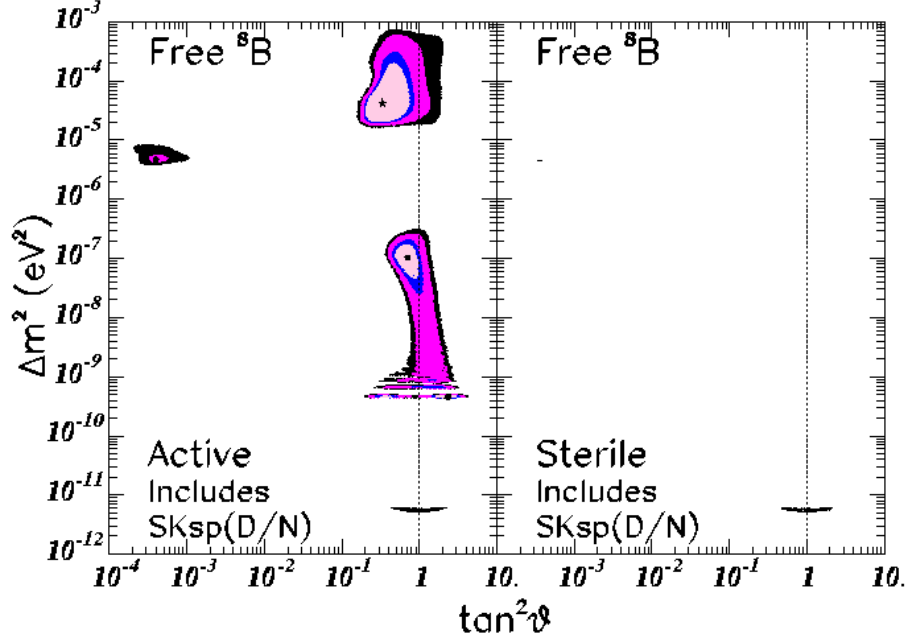 Free ⁸B
Free ⁸B
Δm² (eV²)
10⁻³
10⁻⁴
10⁻⁵
10⁻⁶
10⁻⁷
10⁻⁸
10⁻⁹
10⁻¹⁰
10⁻¹¹
10⁻¹²
Active
Includes
SKsp(D/N)
Sterile
Includes
SKsp(D/N)
10⁻⁴ 10⁻³ 10⁻² 10⁻¹ 1 10. 10⁻³ 10⁻² 10⁻¹ 1 10.
tan²ϑ